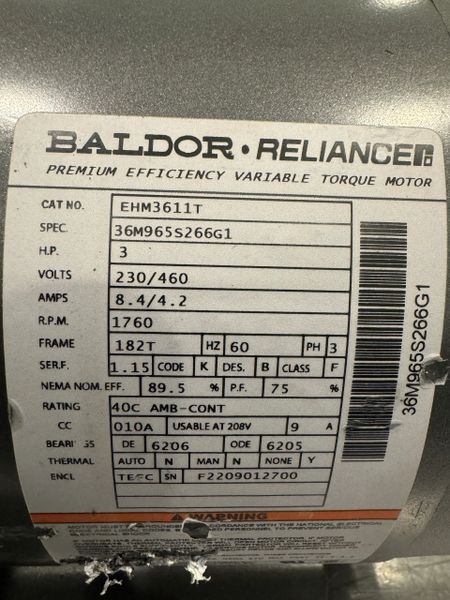 BALDOR • RELIANCE
PREMIUM EFFICIENCY VARIABLE TORQUE MOTOR
CAT NO. EHM3611T
SPEC. 36M965S266G1
H.P. 3
VOLTS 230/460
AMPS 8.4/4.2
R.P.M. 1760
FRAME 182T HZ 60 PH 3
SER.F. 1.15 CODE K DES. B CLASS F
NEMA NOM. EFF. 89.5 % P.F. 75 %
RATING 40C AMB-CONT
CC 010A USABLE AT 208V 9 A
DE 6206 ODE 6205
THERMAL AUTO N MAN N NONE Y
ENCL TEFC SN F2209012700
36M965S266G1
WARNING